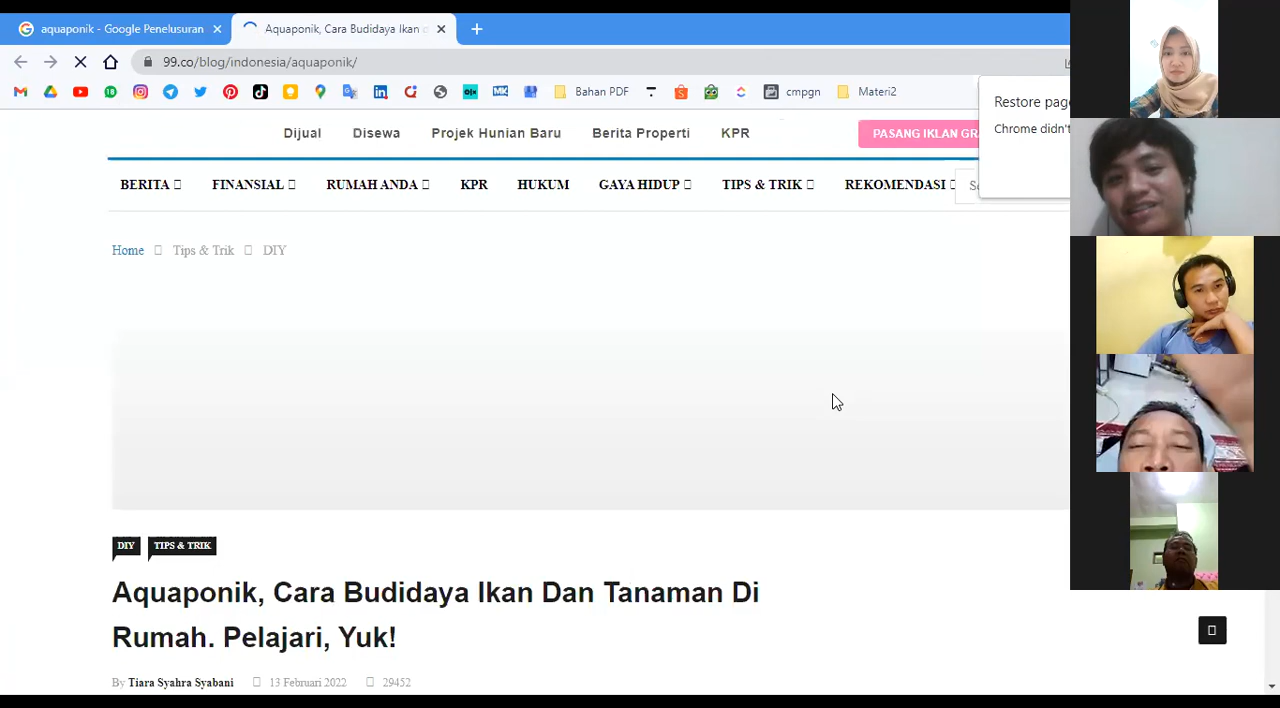 aquaponik - Google Penelusuran
Aquaponik, Cara Budidaya Ikan d
99.co/blog/indonesia/aquaponik/
Bahan PDF
cmpgn
Materi2
Restore page
Chrome didn't
Dijual Disewa Projek Hunian Baru Berita Properti KPR
PASANG IKLAN GRA
BERITA FINANSIAL RUMAH ANDA KPR HUKUM GAYA HIDUP TIPS & TRIK REKOMENDASI
Home Tips & Trik DIY
DIY TIPS & TRIK
Aquaponik, Cara Budidaya Ikan Dan Tanaman Di
Rumah. Pelajari, Yuk!
By Tiara Syahra Syabani 13 Februari 2022 29452